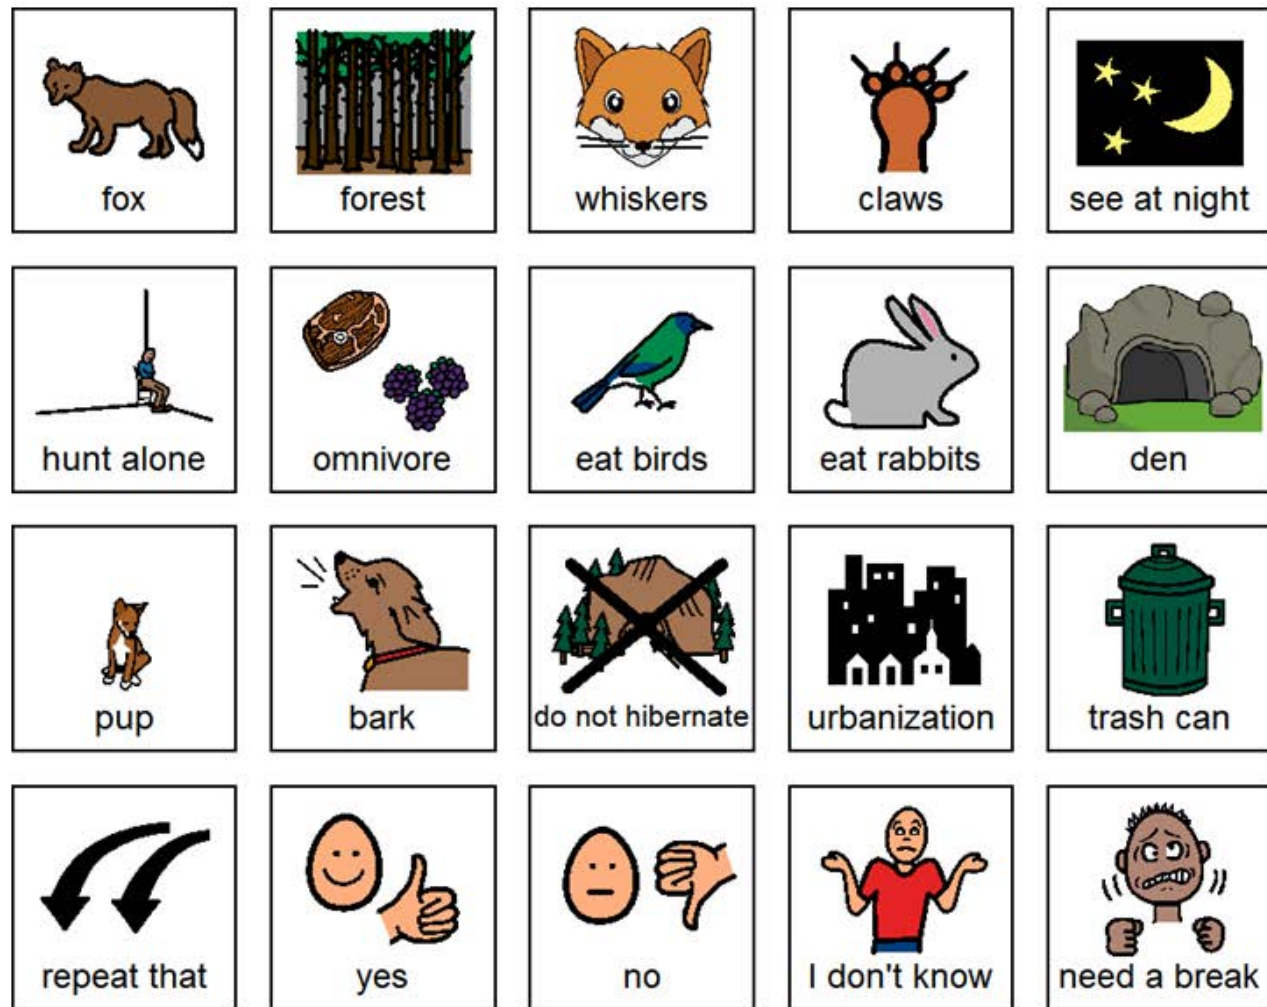 fox
forest
whiskers
claws
see at night
hunt alone
omnivore
eat birds
eat rabbits
den
pup
bark
do not hibernate
urbanization
trash can
repeat that
yes
no
I don't know
need a break